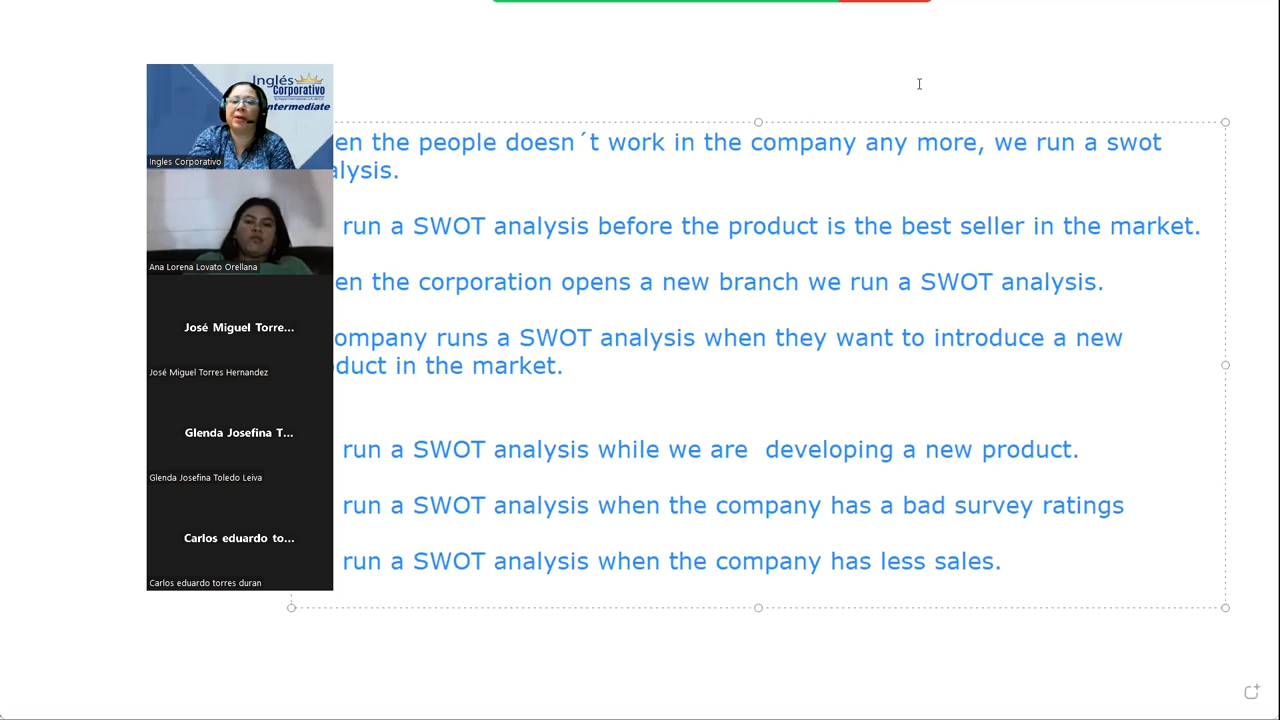 Inglés
Corporativo
Intermediate
Ingles Corporativo
Ana Lorena Lovato Orellana
José Miguel Torre...
José Miguel Torres Hernandez
Glenda Josefina T...
Glenda Josefina Toledo Leiva
Carlos eduardo to...
Carlos eduardo torres duran
en the people doesn´t work in the company any more, we run a swot
alysis.
run a SWOT analysis before the product is the best seller in the market.
en the corporation opens a new branch we run a SWOT analysis.
ompany runs a SWOT analysis when they want to introduce a new
duct in the market.
run a SWOT analysis while we are  developing a new product.
run a SWOT analysis when the company has a bad survey ratings
run a SWOT analysis when the company has less sales.